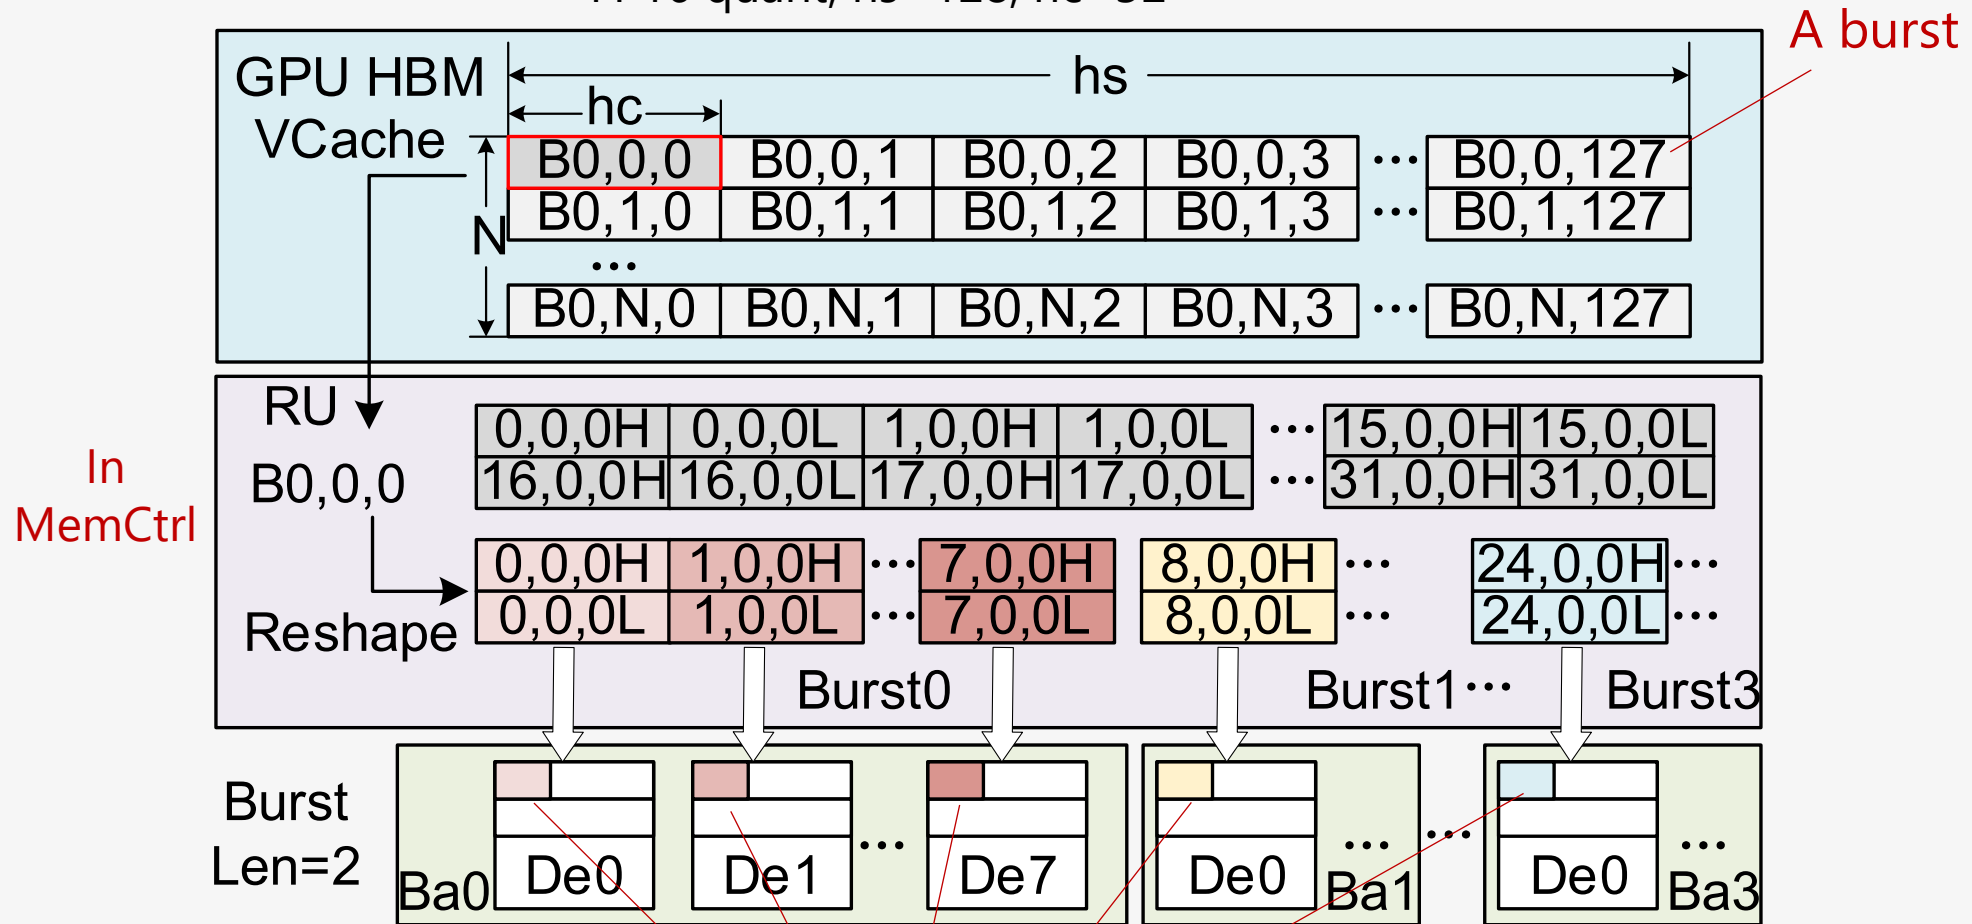 A burst
GPU HBM
VCache
hs
hc
N
B0,0,0 B0,0,1 B0,0,2 B0,0,3 ... B0,0,127
B0,1,0 B0,1,1 B0,1,2 B0,1,3 ... B0,1,127
...
B0,N,0 B0,N,1 B0,N,2 B0,N,3 ... B0,N,127
In
MemCtrl
RU
B0,0,0
0,0,0H 0,0,0L 1,0,0H 1,0,0L ... 15,0,0H 15,0,0L
16,0,0H 16,0,0L 17,0,0H 17,0,0L ... 31,0,0H 31,0,0L
Reshape
0,0,0H 1,0,0H ... 7,0,0H 8,0,0H ... 24,0,0H ...
0,0,0L 1,0,0L ... 7,0,0L 8,0,0L ... 24,0,0L ...
Burst0 Burst1 ... Burst3
Burst
Len=2
Ba0 De0 De1 ... De7 De0 ... Ba1 ... De0 ... Ba3